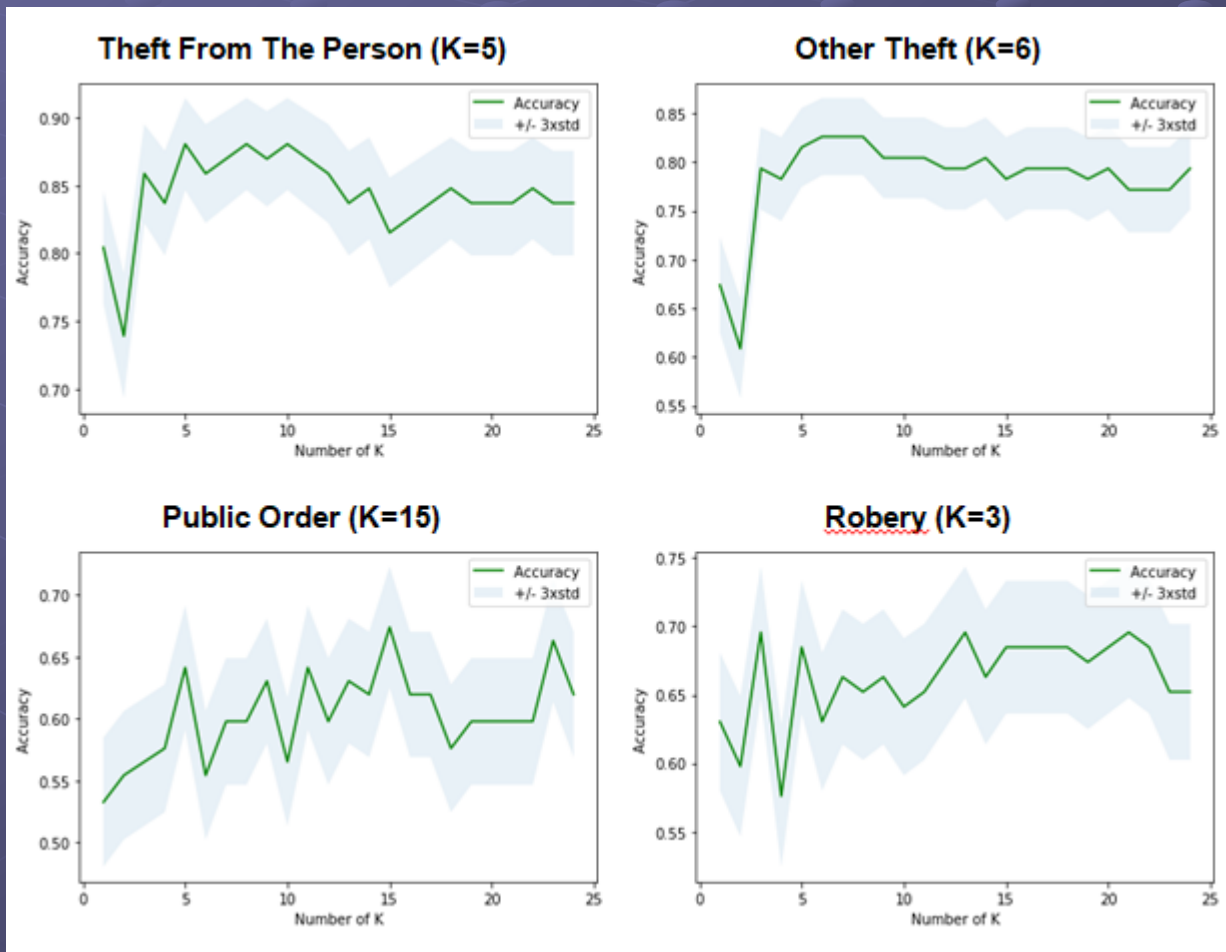 Theft From The Person (K=5)
Accuracy
+/- 3xstd
0.90
0.85
0.80
0.75
0.70
Accuracy
0 5 10 15 20 25
Number of K
Other Theft (K=6)
Accuracy
+/- 3xstd
0.85
0.80
0.75
0.70
0.65
0.60
0.55
Accuracy
0 5 10 15 20 25
Number of K
Public Order (K=15)
Accuracy
+/- 3xstd
0.70
0.65
0.60
0.55
0.50
Accuracy
0 5 10 15 20 25
Number of K
Robery (K=3)
Accuracy
+/- 3xstd
0.75
0.70
0.65
0.60
0.55
Accuracy
0 5 10 15 20 25
Number of K